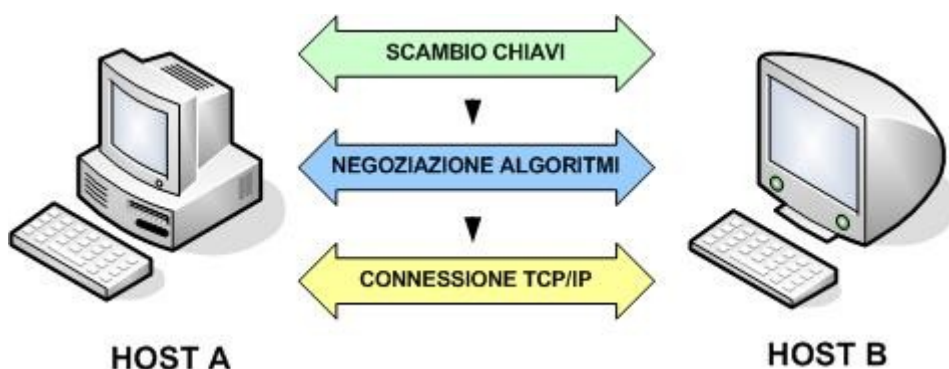 SCAMBIO CHIAVI
NEGOZIAZIONE ALGORITMI
CONNESSIONE TCP/IP
HOST A
HOST B